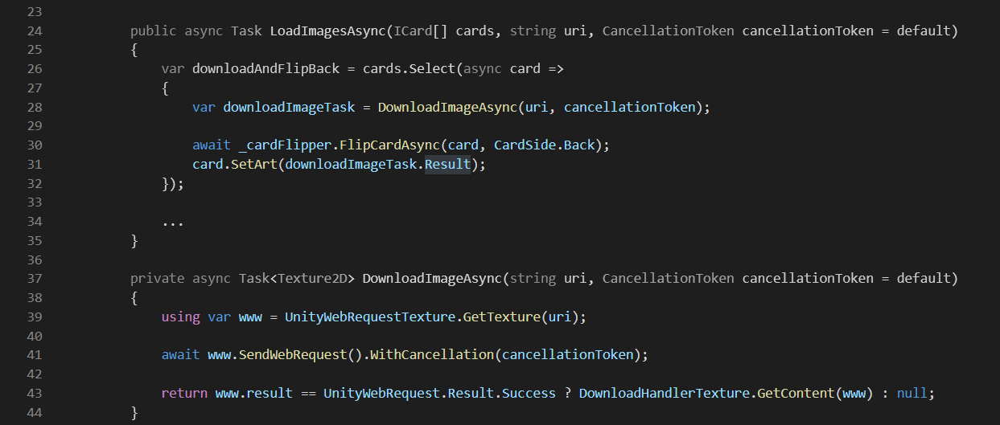 23
24 public async Task LoadImagesAsync(ICard[] cards, string uri, CancellationToken cancellationToken = default)
25 {
26 var downloadAndFlipBack = cards.Select(async card =>
27 {
28 var downloadImageTask = DownloadImageAsync(uri, cancellationToken);
29
30 await _cardFlipper.FlipCardAsync(card, CardSide.Back);
31 card.SetArt(downloadImageTask.Result);
32 });
33
34 ...
35 }
36
37 private async Task<Texture2D> DownloadImageAsync(string uri, CancellationToken cancellationToken = default)
38 {
39 using var www = UnityWebRequestTexture.GetTexture(uri);
40
41 await www.SendWebRequest().WithCancellation(cancellationToken);
42
43 return www.result == UnityWebRequest.Result.Success ? DownloadHandlerTexture.GetContent(www) : null;
44 }